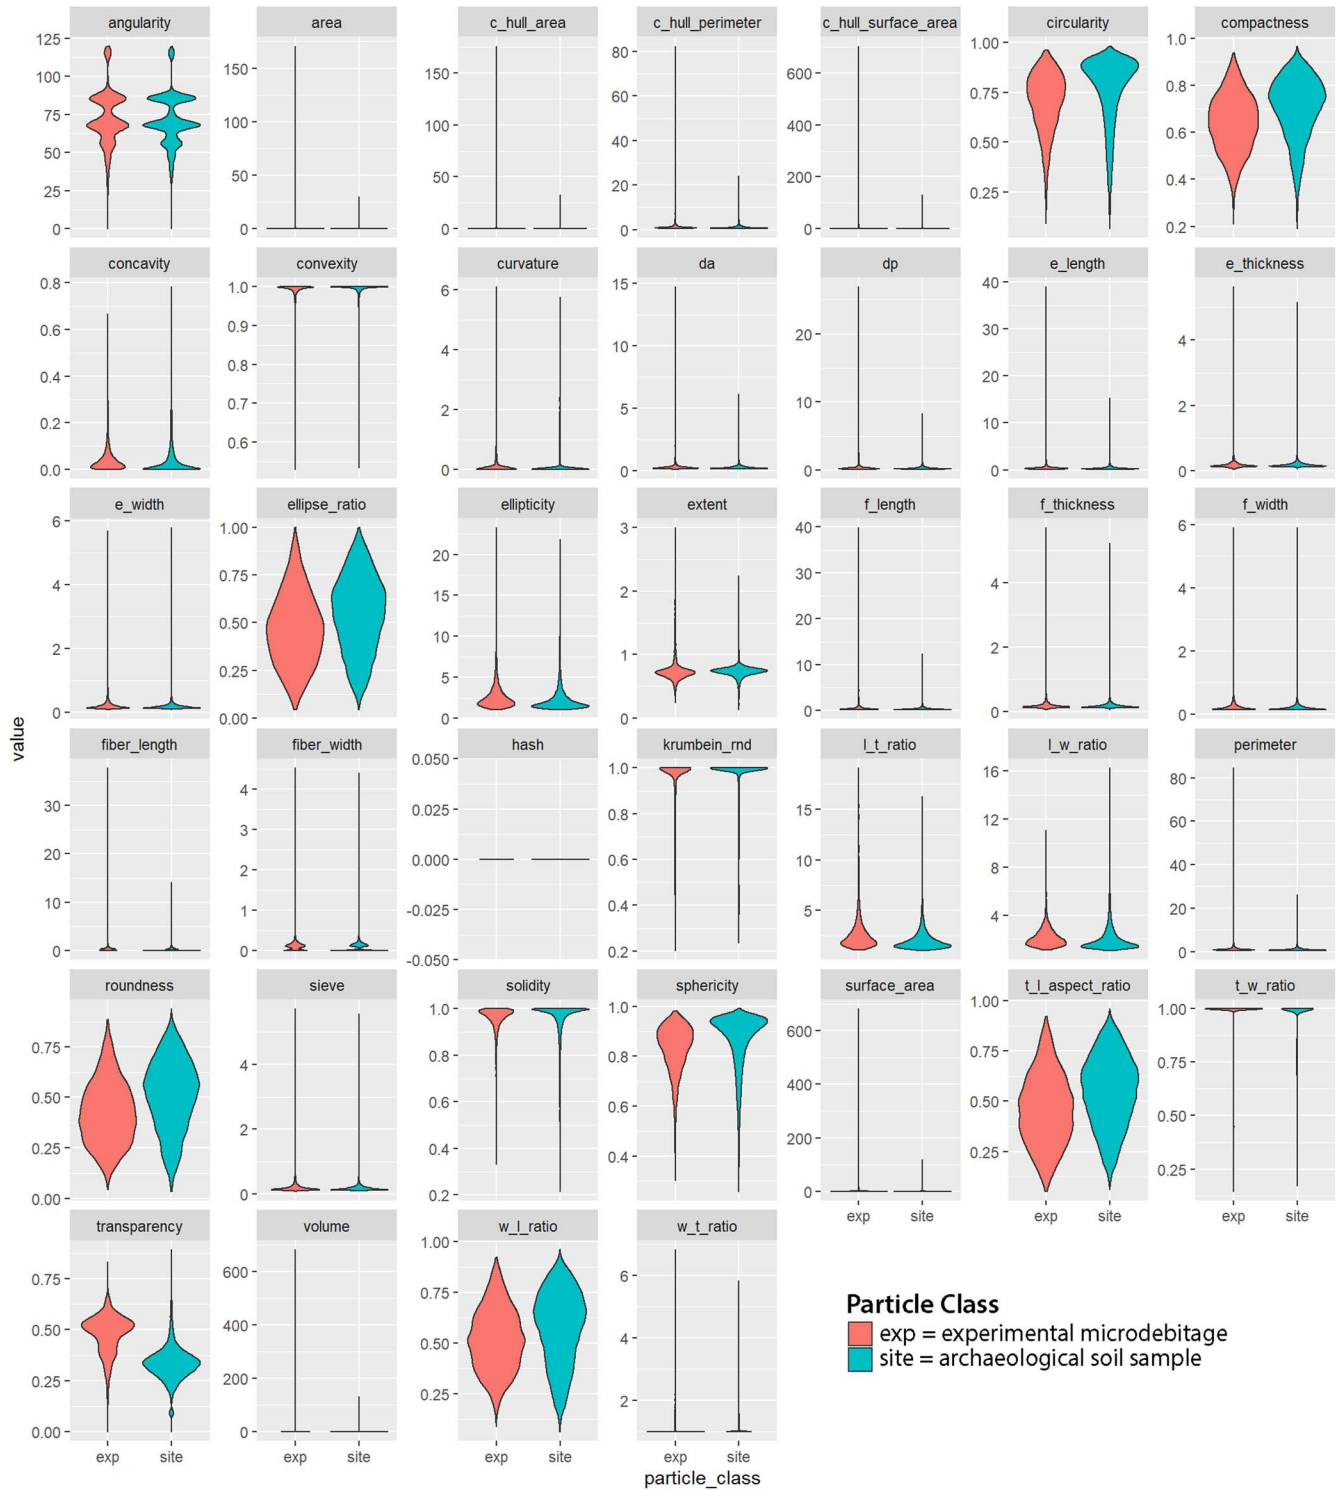 angularity area c_hull_area c_hull_perimeter c_hull_surface_area circularity compactness
125 100 75 50 25 0
150 100 50 0
150 100 50 0
80 60 40 20 0
600 400 200 0
1.00 0.75 0.50 0.25
1.0 0.8 0.6 0.4 0.2
concavity convexity curvature da dp e_length e_thickness
0.8 0.6 0.4 0.2 0.0
1.0 0.9 0.8 0.7 0.6
6 4 2 0
15 10 5 0
20 10 0
40 30 20 10 0
4 2 0
e_width ellipse_ratio ellipticity extent f_length f_thickness f_width
6 4 2 0
1.00 0.75 0.50 0.25 0.00
20 15 10 5 0
3 2 1 0
40 30 20 10 0
4 2 0
6 4 2 0
value
fiber_length fiber_width hash krumbein_rnd l_t_ratio l_w_ratio perimeter
30 20 10 0
4 3 2 1 0
0.050 0.025 0.000 -0.025 -0.050
1.0 0.8 0.6 0.4 0.2
15 10 5
16 12 8 4
80 60 40 20 0
roundness sieve solidity sphericity surface_area t_l_aspect_ratio t_w_ratio
0.75 0.50 0.25 0.00
4 2 0
1.0 0.8 0.6 0.4 0.2
1.0 0.8 0.6 0.4
600 400 200 0
1.00 0.75 0.50 0.25
1.00 0.75 0.50 0.25
exp site exp site exp site
transparency volume w_l_ratio w_t_ratio
0.75 0.50 0.25 0.00
600 400 200 0
1.00 0.75 0.50 0.25
6 4 2
exp site exp site exp site exp site
particle_class
Particle Class
exp = experimental microdebitage
site = archaeological soil sample